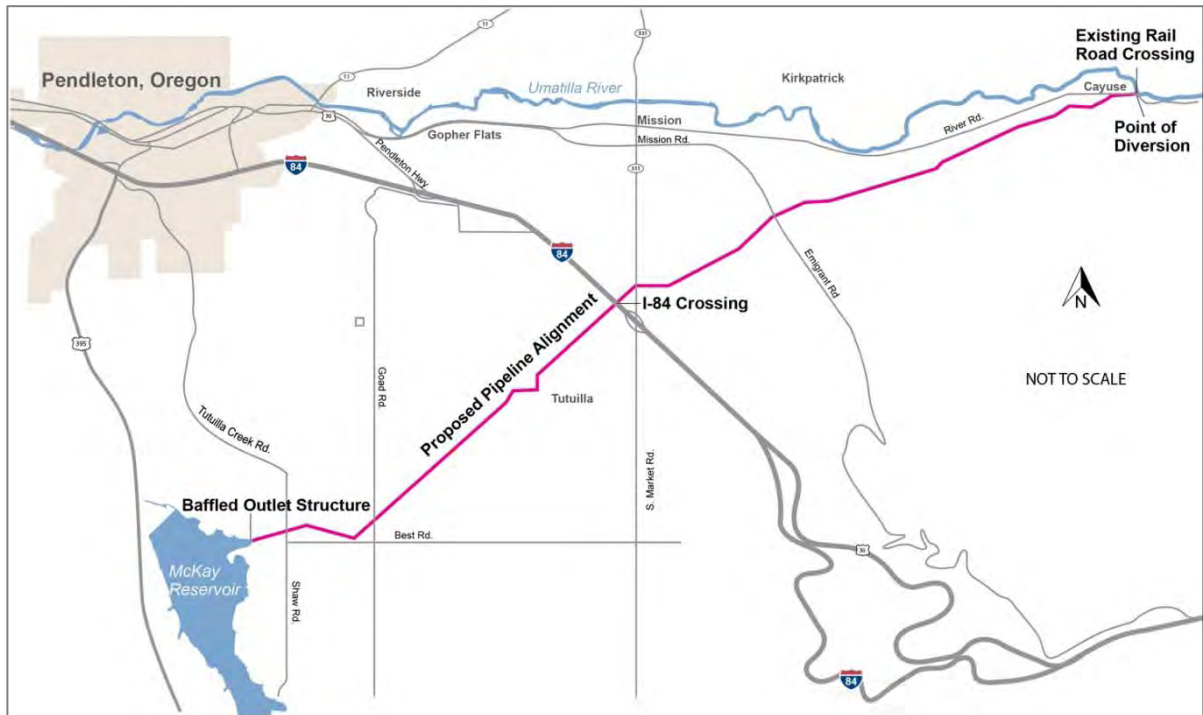 11
331
Existing Rail
Road Crossing
Pendleton, Oregon
11
Riverside
Umatilla River
Kirkpatrick
Cayuse
30
Gopher Flats
Mission
River Rd.
Mission Rd.
Point of
Diversion
Pendleton Hwy
84
331
84
Emigrant Rd
I-84 Crossing
N
395
Proposed Pipeline Alignment
NOT TO SCALE
Goad Rd.
Tutuilla
Tutuilla Creek Rd.
S. Market Rd.
Baffled Outlet Structure
Best Rd.
30
McKay
Reservoir
Shaw Rd.
84